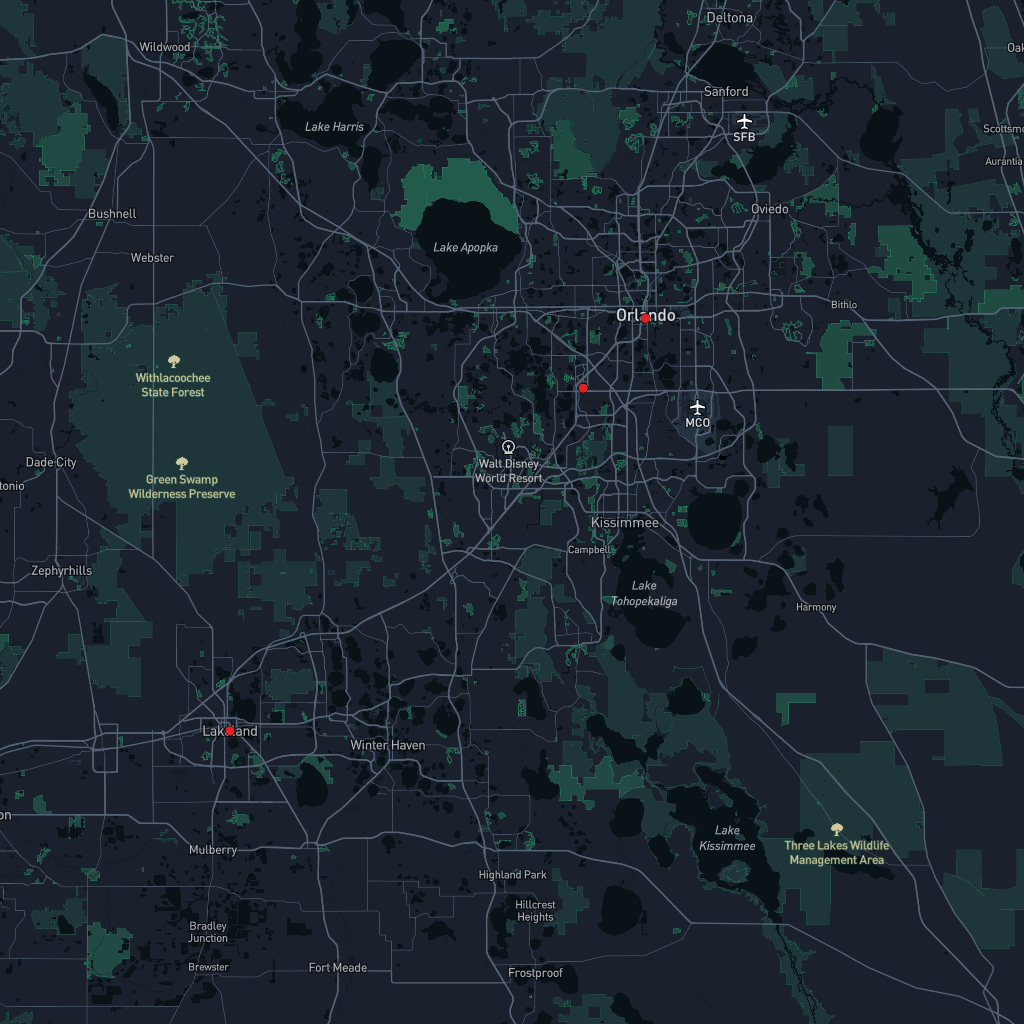 Deltona
Wildwood
Oak
Sanford
Lake Harris
SFB
Scottsmo
Aurantia
Bushnell
Oviedo
Lake Apopka
Webster
Bithlo
Orlando
Withlacoochee
State Forest
MCO
Dade City
Walt Disney
World Resort
Green Swamp
Wilderness Preserve
tonio
Kissimmee
Campbell
Zephyrhills
Lake
Tohopekaliga
Harmony
Lakeland
Winter Haven
on
Lake
Kissimmee
Mulberry
Three Lakes Wildlife
Management Area
Highland Park
Hillcrest
Heights
Bradley
Junction
Brewster
Fort Meade
Frostproof